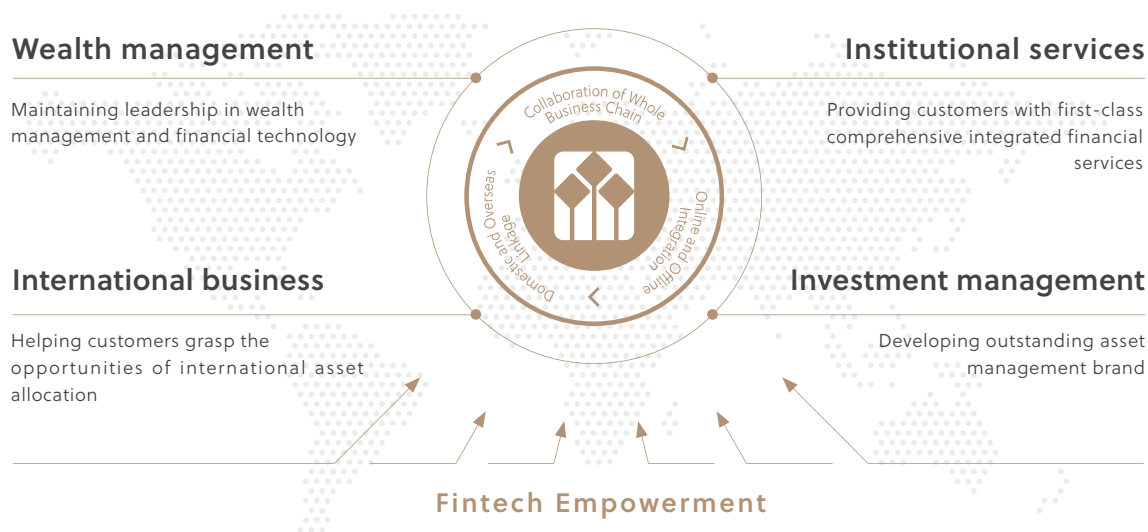 Wealth management
Maintaining leadership in wealth
management and financial technology
Institutional services
Providing customers with first-class
comprehensive integrated financial
services
Collaboration of Whole
Business Chain
Online and Offline
Integration
Domestic and Overseas
Linkage
International business
Helping customers grasp the
opportunities of international asset
allocation
Investment management
Developing outstanding asset
management brand
Fintech Empowerment